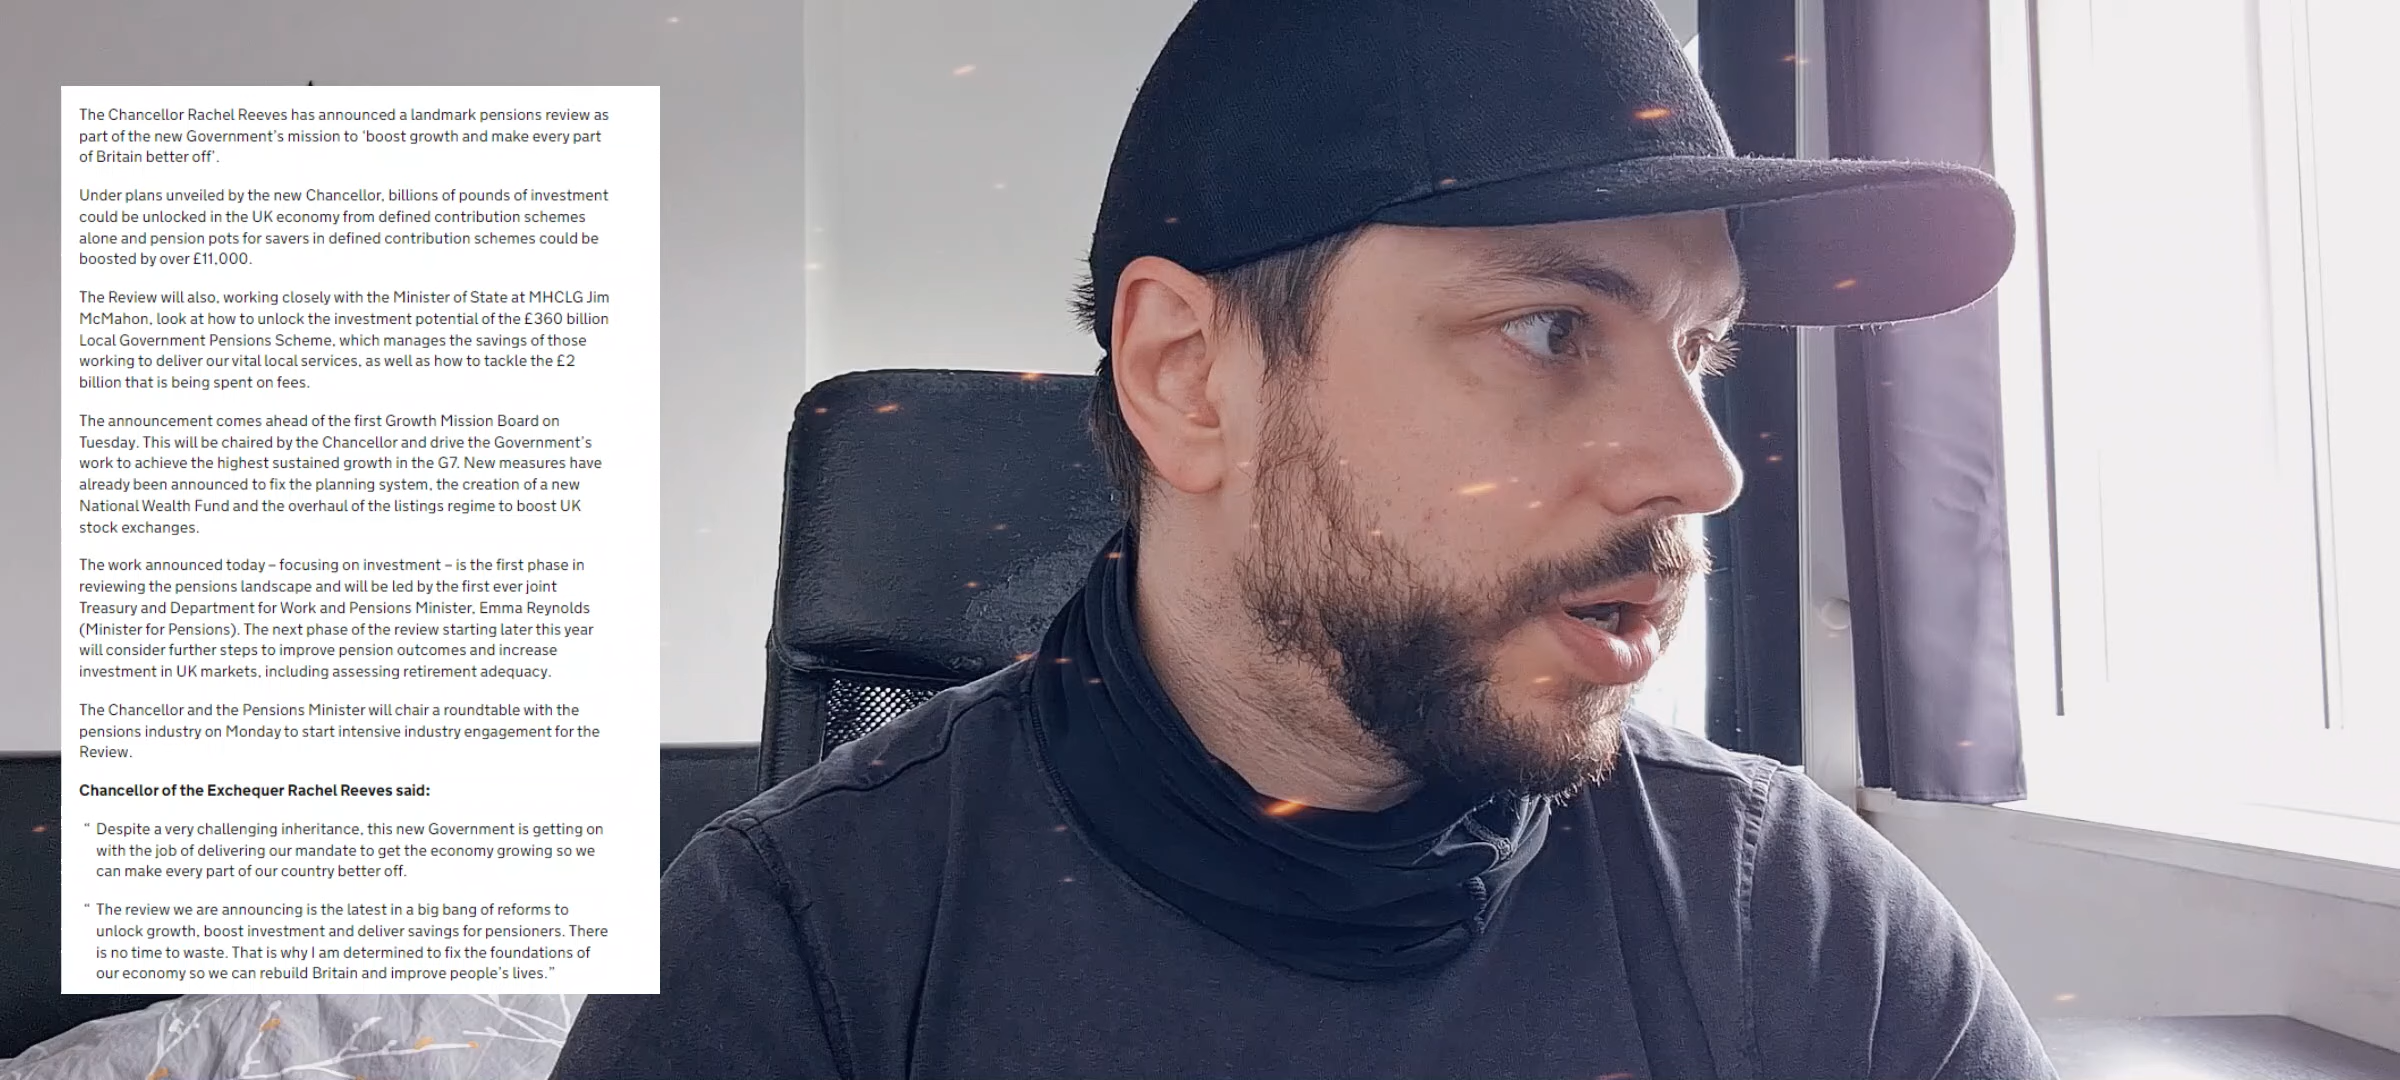 The Chancellor Rachel Reeves has announced a landmark pensions review as
part of the new Government's mission to 'boost growth and make every part
of Britain better off'.
Under plans unveiled by the new Chancellor, billions of pounds of investment
could be unlocked in the UK economy from defined contribution schemes
alone and pension pots for savers in defined contribution schemes could be
boosted by over £11,000.
The Review will also, working closely with the Minister of State at MHCLG Jim
McMahon, look at how to unlock the investment potential of the £360 billion
Local Government Pensions Scheme, which manages the savings of those
working to deliver our vital local services, as well as how to tackle the £2
billion that is being spent on fees.
The announcement comes ahead of the first Growth Mission Board on
Tuesday. This will be chaired by the Chancellor and drive the Government's
work to achieve the highest sustained growth in the G7. New measures have
already been announced to fix the planning system, the creation of a new
National Wealth Fund and the overhaul of the listings regime to boost UK
stock exchanges.
The work announced today – focusing on investment – is the first phase in
reviewing the pensions landscape and will be led by the first ever joint
Treasury and Department for Work and Pensions Minister, Emma Reynolds
(Minister for Pensions). The next phase of the review starting later this year
will consider further steps to improve pension outcomes and increase
investment in UK markets, including assessing retirement adequacy.
The Chancellor and the Pensions Minister will chair a roundtable with the
pensions industry on Monday to start intensive industry engagement for the
Review.
Chancellor of the Exchequer Rachel Reeves said:
“ Despite a very challenging inheritance, this new Government is getting on
with the job of delivering our mandate to get the economy growing so we
can make every part of our country better off.
“ The review we are announcing is the latest in a big bang of reforms to
unlock growth, boost investment and deliver savings for pensioners. There
is no time to waste. That is why I am determined to fix the foundations of
our economy so we can rebuild Britain and improve people's lives.”